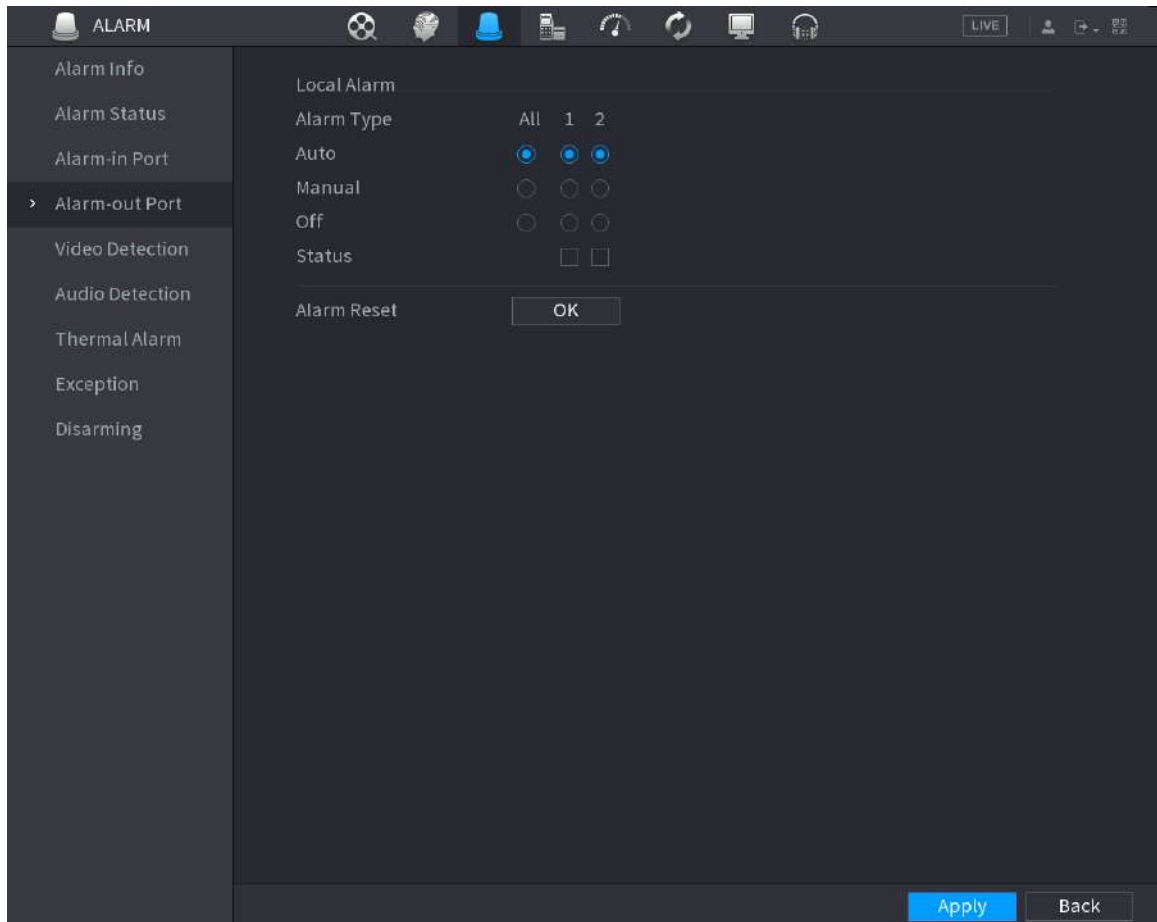 ALARM
LIVE
Alarm Info
Alarm Status
Alarm-in Port
Alarm-out Port
Video Detection
Audio Detection
Thermal Alarm
Exception
Disarming
Local Alarm
Alarm Type All 1 2
Auto
Manual
Off
Status
Alarm Reset OK
Apply Back